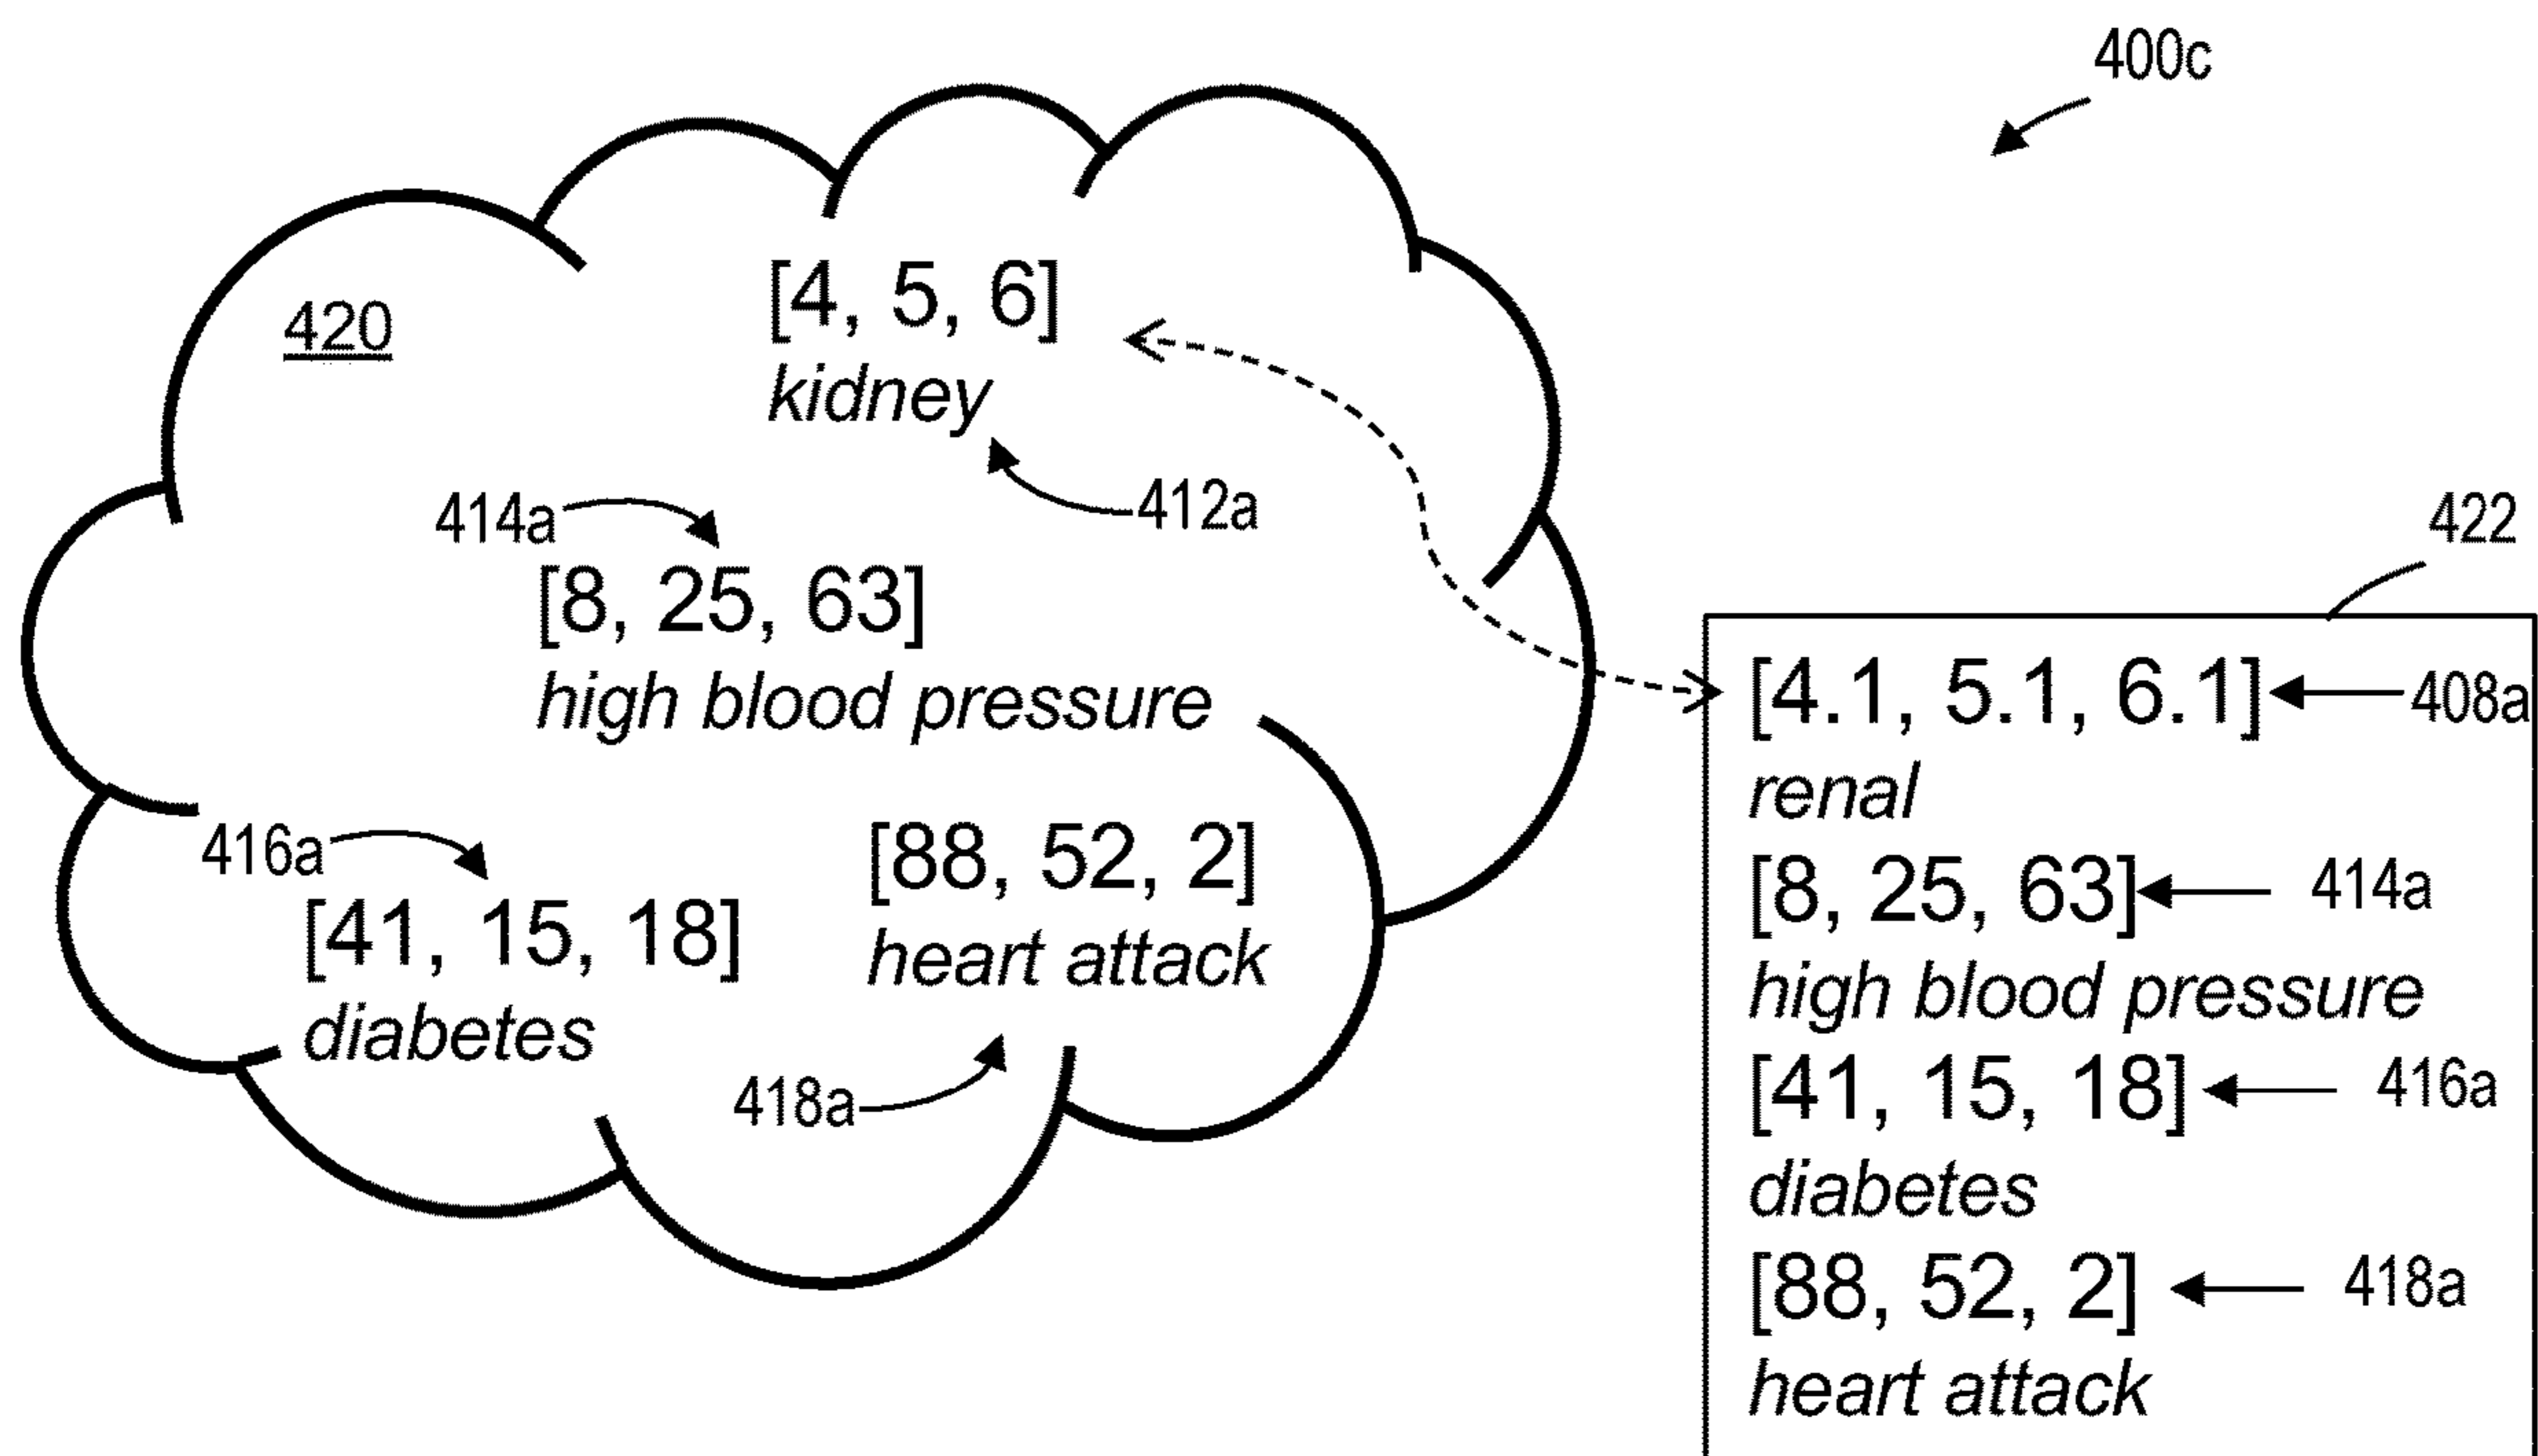 400c
420
[4, 5, 6]
kidney
412a
414a
[8, 25, 63]
high blood pressure
416a
[41, 15, 18]
diabetes
[88, 52, 2]
heart attack
418a
422
[4.1, 5.1, 6.1] 408a
renal
[8, 25, 63] 414a
high blood pressure
[41, 15, 18] 416a
diabetes
[88, 52, 2] 418a
heart attack